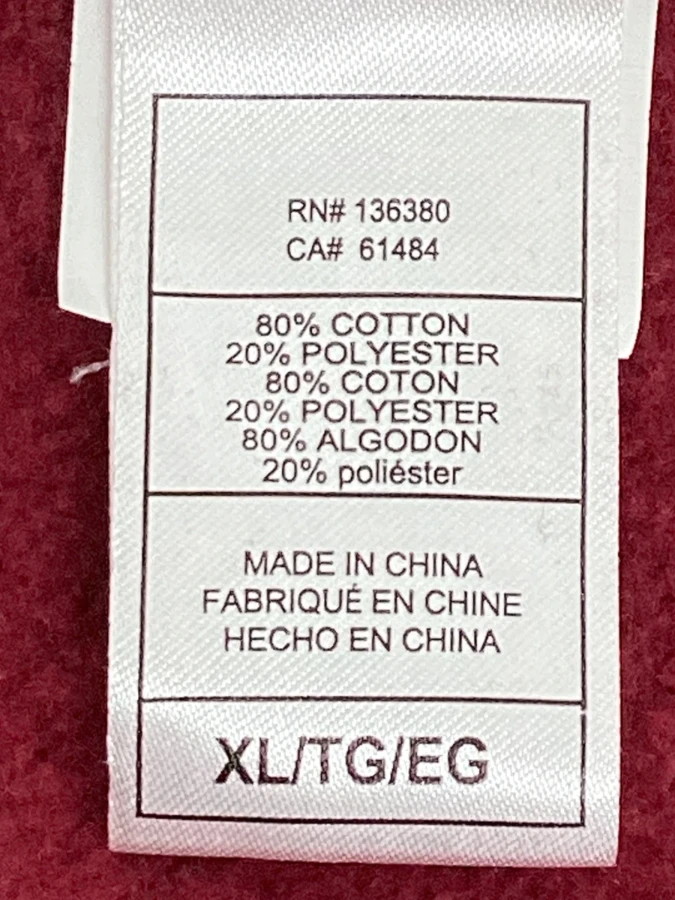 RN# 136380
CA# 61484
80% COTTON
20% POLYESTER
80% COTON
20% POLYESTER
80% ALGODON
20% poliéster
MADE IN CHINA
FABRIQUÉ EN CHINE
HECHO EN CHINA
XL/TG/EG